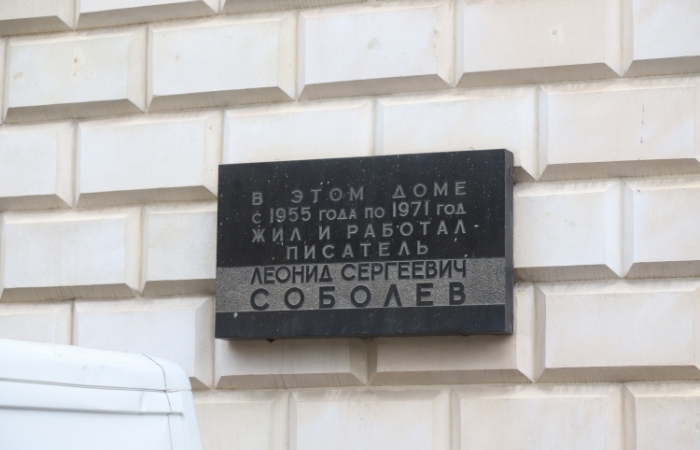 В ЭТОМ ДОМЕ
С 1955 ГОДА ПО 1971 ГОД
ЖИЛ И РАБОТАЛ
ПИСАТЕЛЬ
ЛЕОНИД СЕРГЕЕВИЧ
СОБОЛЕВ